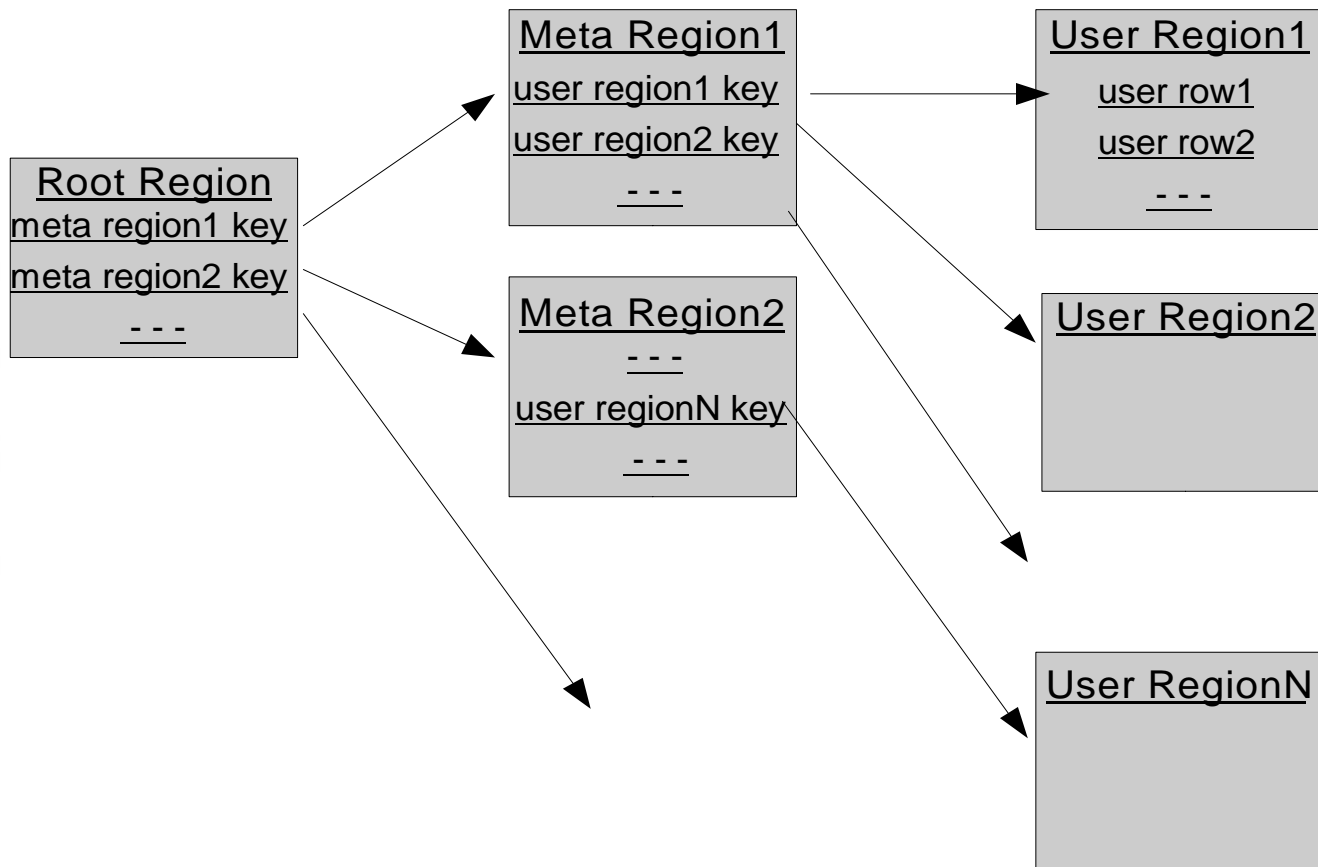 Root Region
meta region1 key
meta region2 key
- - -
Meta Region1
user region1 key
user region2 key
- - -
Meta Region2
- - -
user regionN key
- - -
User Region1
user row1
user row2
- - -
User Region2
User RegionN